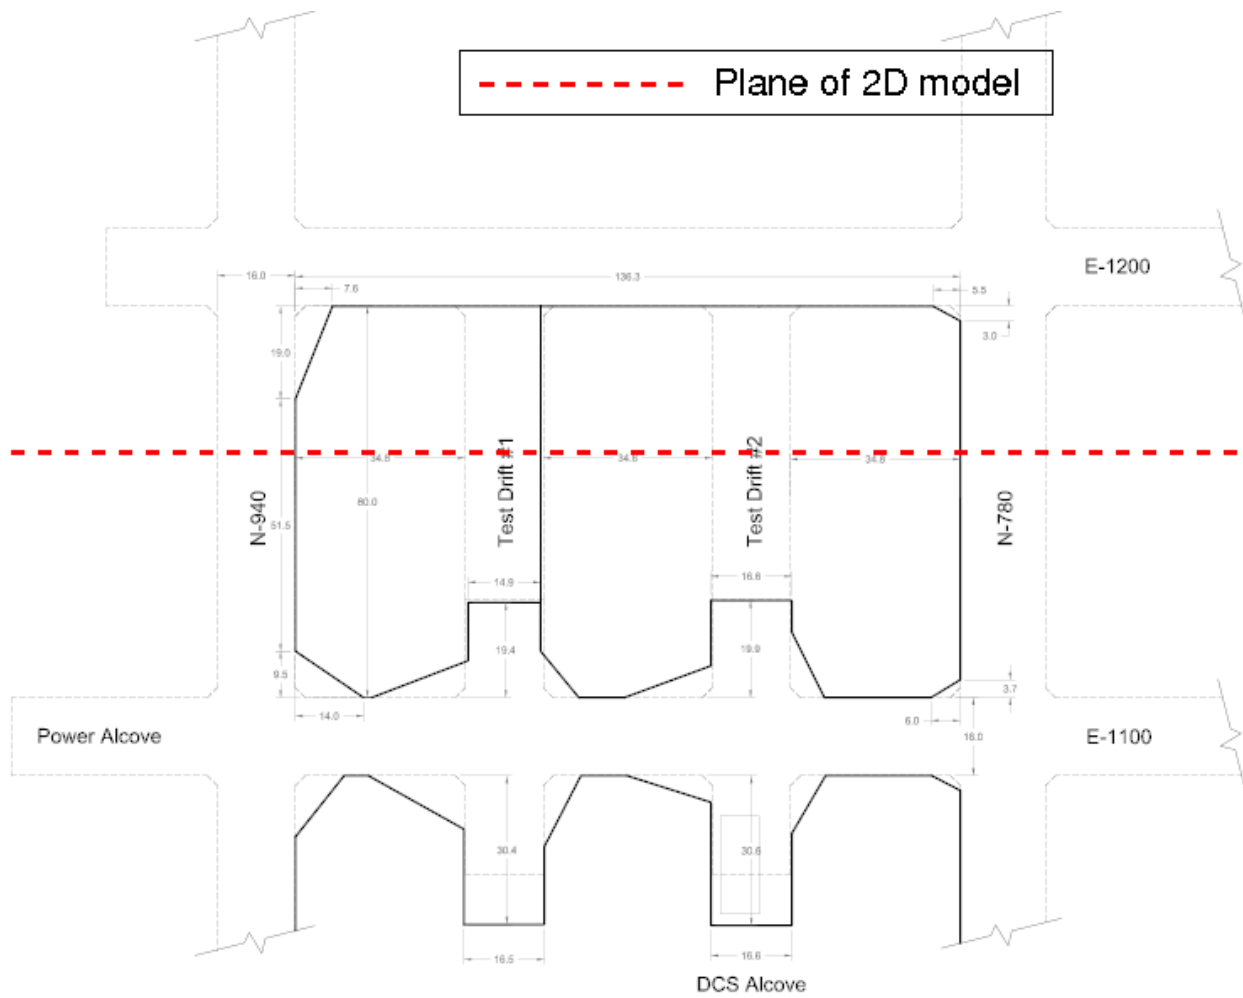 Plane of 2D model
E-1200
16.0
136.3
7.6
5.5
3.0
19.0
Test Drift #1
Test Drift #2
34.8
34.8
34.8
N-940
51.5
80.0
N-780
14.9
16.6
19.4
19.9
9.5
3.7
14.0
6.0
16.0
Power Alcove
E-1100
30.4
30.6
16.5
16.6
DCS Alcove